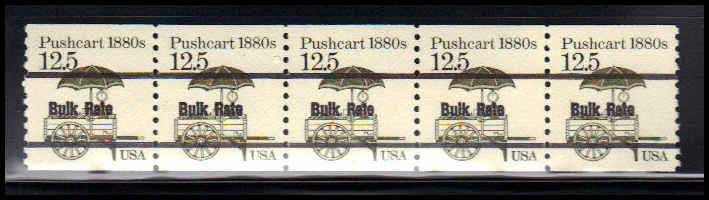 Pushcart 1880s Pushcart 1880s Pushcart 1880s Pushcart 1880s Pushcart 1880s
12.5 12.5 12.5 12.5 12.5
Bulk Rate Bulk Rate Bulk Rate Bulk Rate Bulk Rate
USA USA USA USA USA